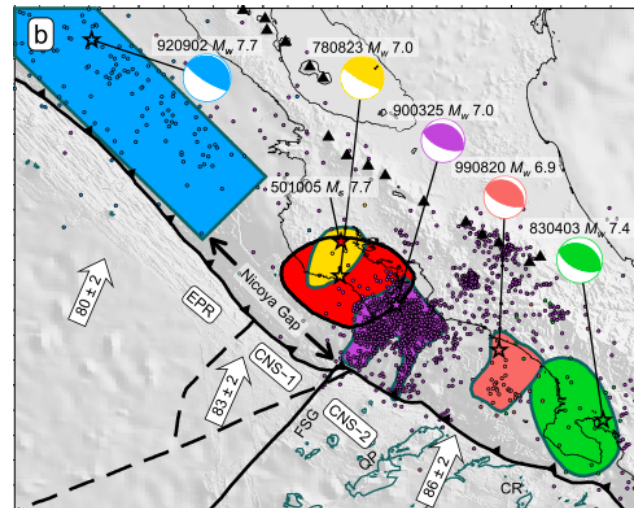 b
920902 Mw 7.7
780823 Mw 7.0
900325 Mw 7.0
501005 Ms 7.7
990820 Mw 6.9
830403 Mw 7.4
Nicoya Gap
80 ± 2
EPR
83 ± 2
CNS-1
FSG
CNS-2
QP
86 ± 2
CR